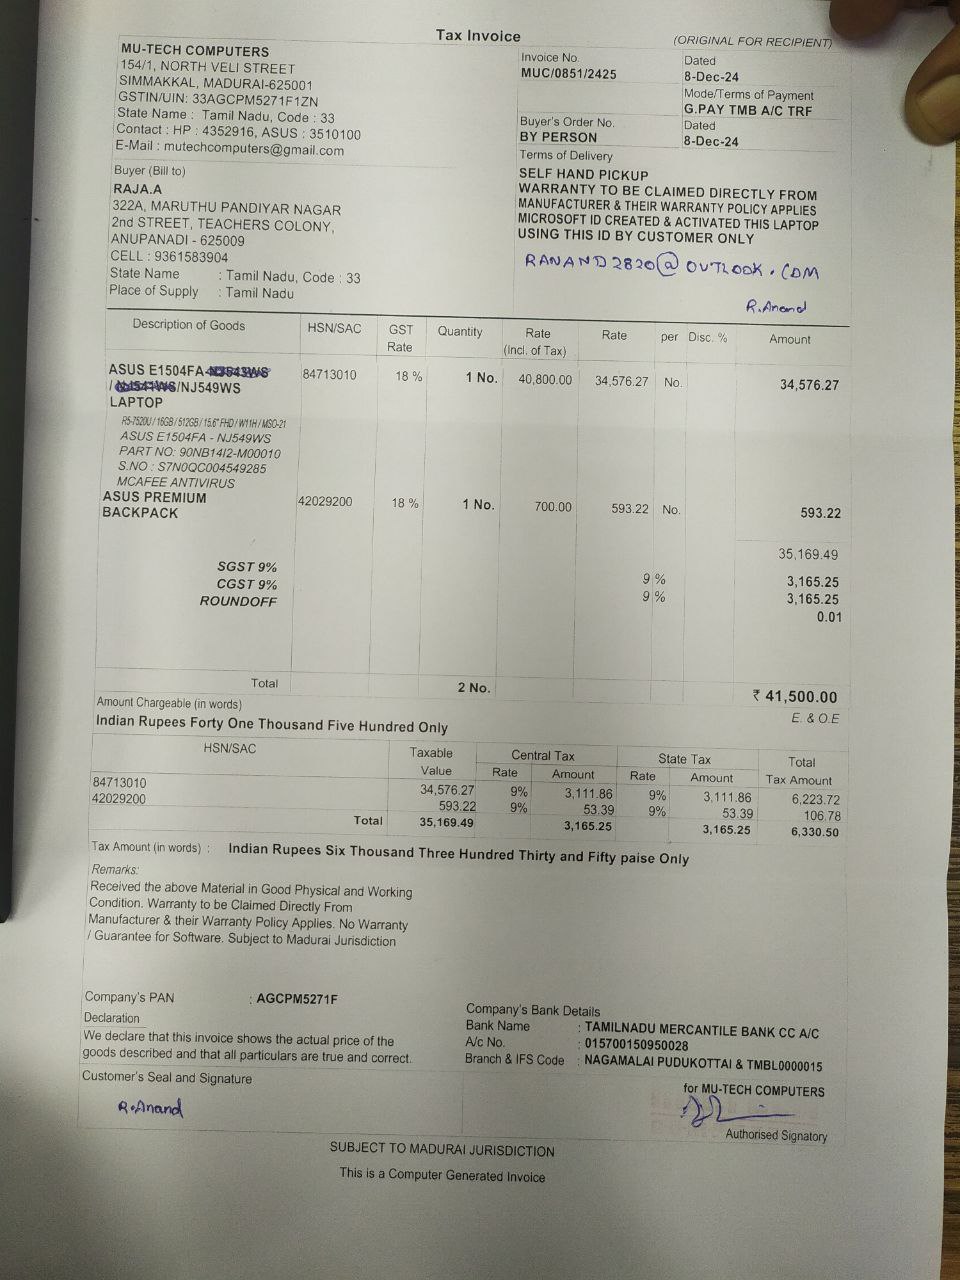 Tax Invoice
(ORIGINAL FOR RECIPIENT)
MU-TECH COMPUTERS
154/1, NORTH VELI STREET
SIMMAKKAL, MADURAI-625001
GSTIN/UIN: 33AGCPM5271F1ZN
State Name : Tamil Nadu, Code : 33
Contact : HP : 4352916, ASUS : 3510100
E-Mail : mutechcomputers@gmail.com
Invoice No. Dated
MUC/0851/2425 8-Dec-24
Mode/Terms of Payment
G.PAY TMB A/C TRF
Buyer's Order No. Dated
BY PERSON 8-Dec-24
Buyer (Bill to)
RAJA.A
322A, MARUTHU PANDIYAR NAGAR
2nd STREET, TEACHERS COLONY,
ANUPANADI - 625009
CELL : 9361583904
State Name : Tamil Nadu, Code : 33
Place of Supply : Tamil Nadu
Terms of Delivery
SELF HAND PICKUP
WARRANTY TO BE CLAIMED DIRECTLY FROM
MANUFACTURER & THEIR WARRANTY POLICY APPLIES
MICROSOFT ID CREATED & ACTIVATED THIS LAPTOP
USING THIS ID BY CUSTOMER ONLY
RANAND2820@OUTLOOK.COM
R.Anand
Description of Goods HSN/SAC GST Rate Quantity Rate (Incl. of Tax) Rate per Disc. % Amount
ASUS E1504FA- 84713010 18 % 1 No. 40,800.00 34,576.27 No. 34,576.27
/NJ549WS
LAPTOP
R5-7520U / 16GB / 512GB / 15.6" FHD / W11H / MSO-21
ASUS E1504FA - NJ549WS
PART NO: 90NB14I2-M00010
S.NO : S7N0QC004549285
MCAFEE ANTIVIRUS
ASUS PREMIUM 42029200 18 % 1 No. 700.00 593.22 No. 593.22
BACKPACK
35,169.49
SGST 9% 9 % 3,165.25
CGST 9% 9 % 3,165.25
ROUNDOFF 0.01
Total 2 No. ₹ 41,500.00
Amount Chargeable (in words) E. & O.E
Indian Rupees Forty One Thousand Five Hundred Only
HSN/SAC Taxable Central Tax State Tax Total
Value Rate Amount Rate Amount Tax Amount
84713010 34,576.27 9% 3,111.86 9% 3,111.86 6,223.72
42029200 593.22 9% 53.39 9% 53.39 106.78
Total 35,169.49 3,165.25 3,165.25 6,330.50
Tax Amount (in words) : Indian Rupees Six Thousand Three Hundred Thirty and Fifty paise Only
Remarks:
Received the above Material in Good Physical and Working
Condition. Warranty to be Claimed Directly From
Manufacturer & their Warranty Policy Applies. No Warranty
/ Guarantee for Software. Subject to Madurai Jurisdiction
Company's PAN : AGCPM5271F
Declaration
We declare that this invoice shows the actual price of the
goods described and that all particulars are true and correct.
Company's Bank Details
Bank Name : TAMILNADU MERCANTILE BANK CC A/C
A/c No. : 015700150950028
Branch & IFS Code : NAGAMALAI PUDUKOTTAI & TMBL0000015
Customer's Seal and Signature
R.Anand
for MU-TECH COMPUTERS
Authorised Signatory
SUBJECT TO MADURAI JURISDICTION
This is a Computer Generated Invoice